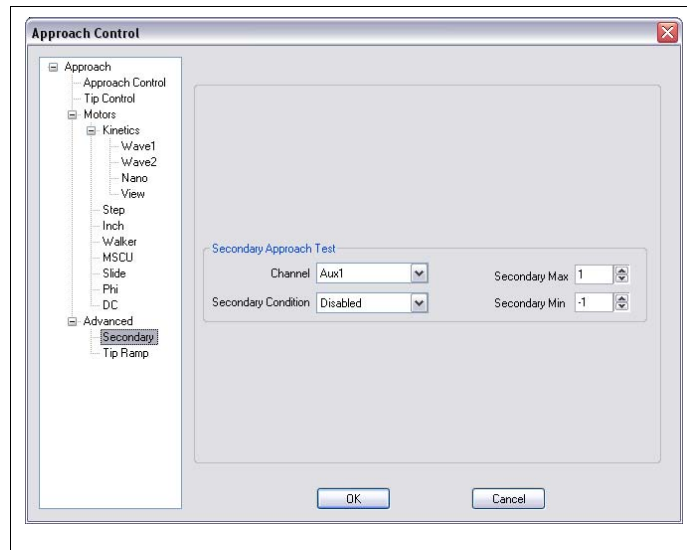 Approach Control
Approach
Approach Control
Tip Control
Motors
Kinetics
Wave1
Wave2
Nano
View
Step
Inch
Walker
MSCU
Slide
Phi
DC
Advanced
Secondary
Tip Ramp
Secondary Approach Test
Channel Aux1 Secondary Max 1
Secondary Condition Disabled Secondary Min -1
OK Cancel